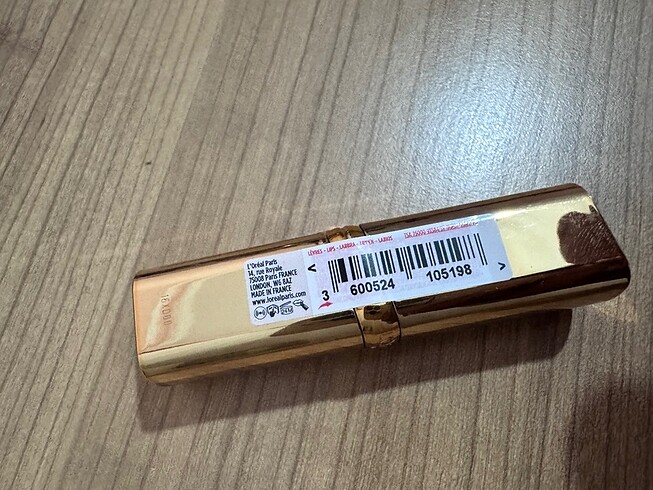 L'Oréal Paris
14, rue Royale
75008 Paris FRANCE
LONDON, W6 8AZ
MADE IN FRANCE
www.lorealparis.com
24M
LÈVRES - LIPS - LABBRA - LIPPEN - LABIOS
< >
3 600524 105198